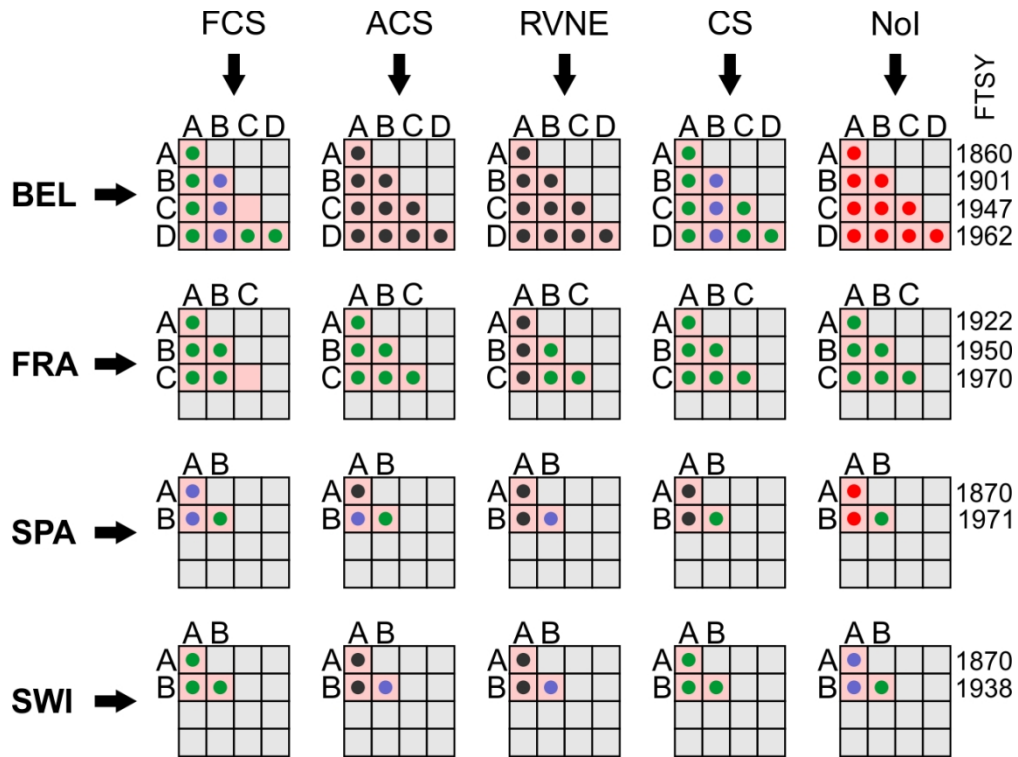 FCS ACS RVNE CS NoI FTSY
A B C D A B C D A B C D A B C D A B C D
A A A A A 1860
BEL B B B B B 1901
C C C C C 1947
D D D D D 1962
A B C A B C A B C A B C A B C
A A A A A 1922
FRA B B B B B 1950
C C C C C 1970
A B A B A B A B A B
A A A A A 1870
SPA B B B B B 1971
A B A B A B A B A B
A A A A A 1870
SWI B B B B B 1938